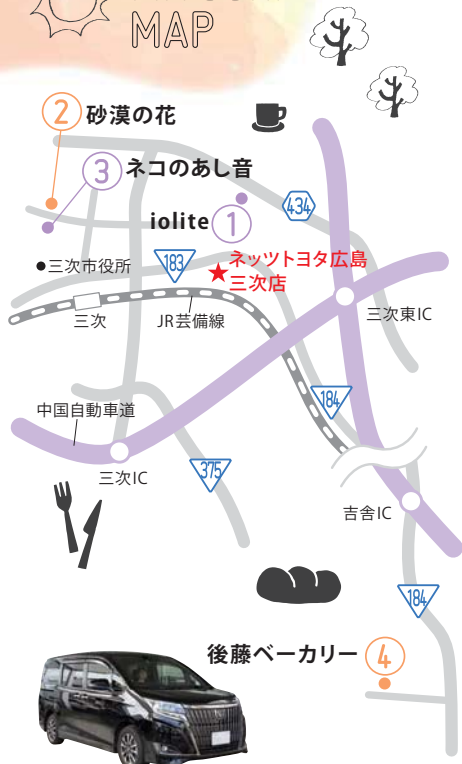 MAP
② 砂漠の花
③ ネコのあし音
iolite ①
434
●三次市役所
183
★ネッツトヨタ広島
三次店
三次
JR芸備線
三次東IC
184
中国自動車道
三次IC
375
吉舎IC
184
後藤ベーカリー ④